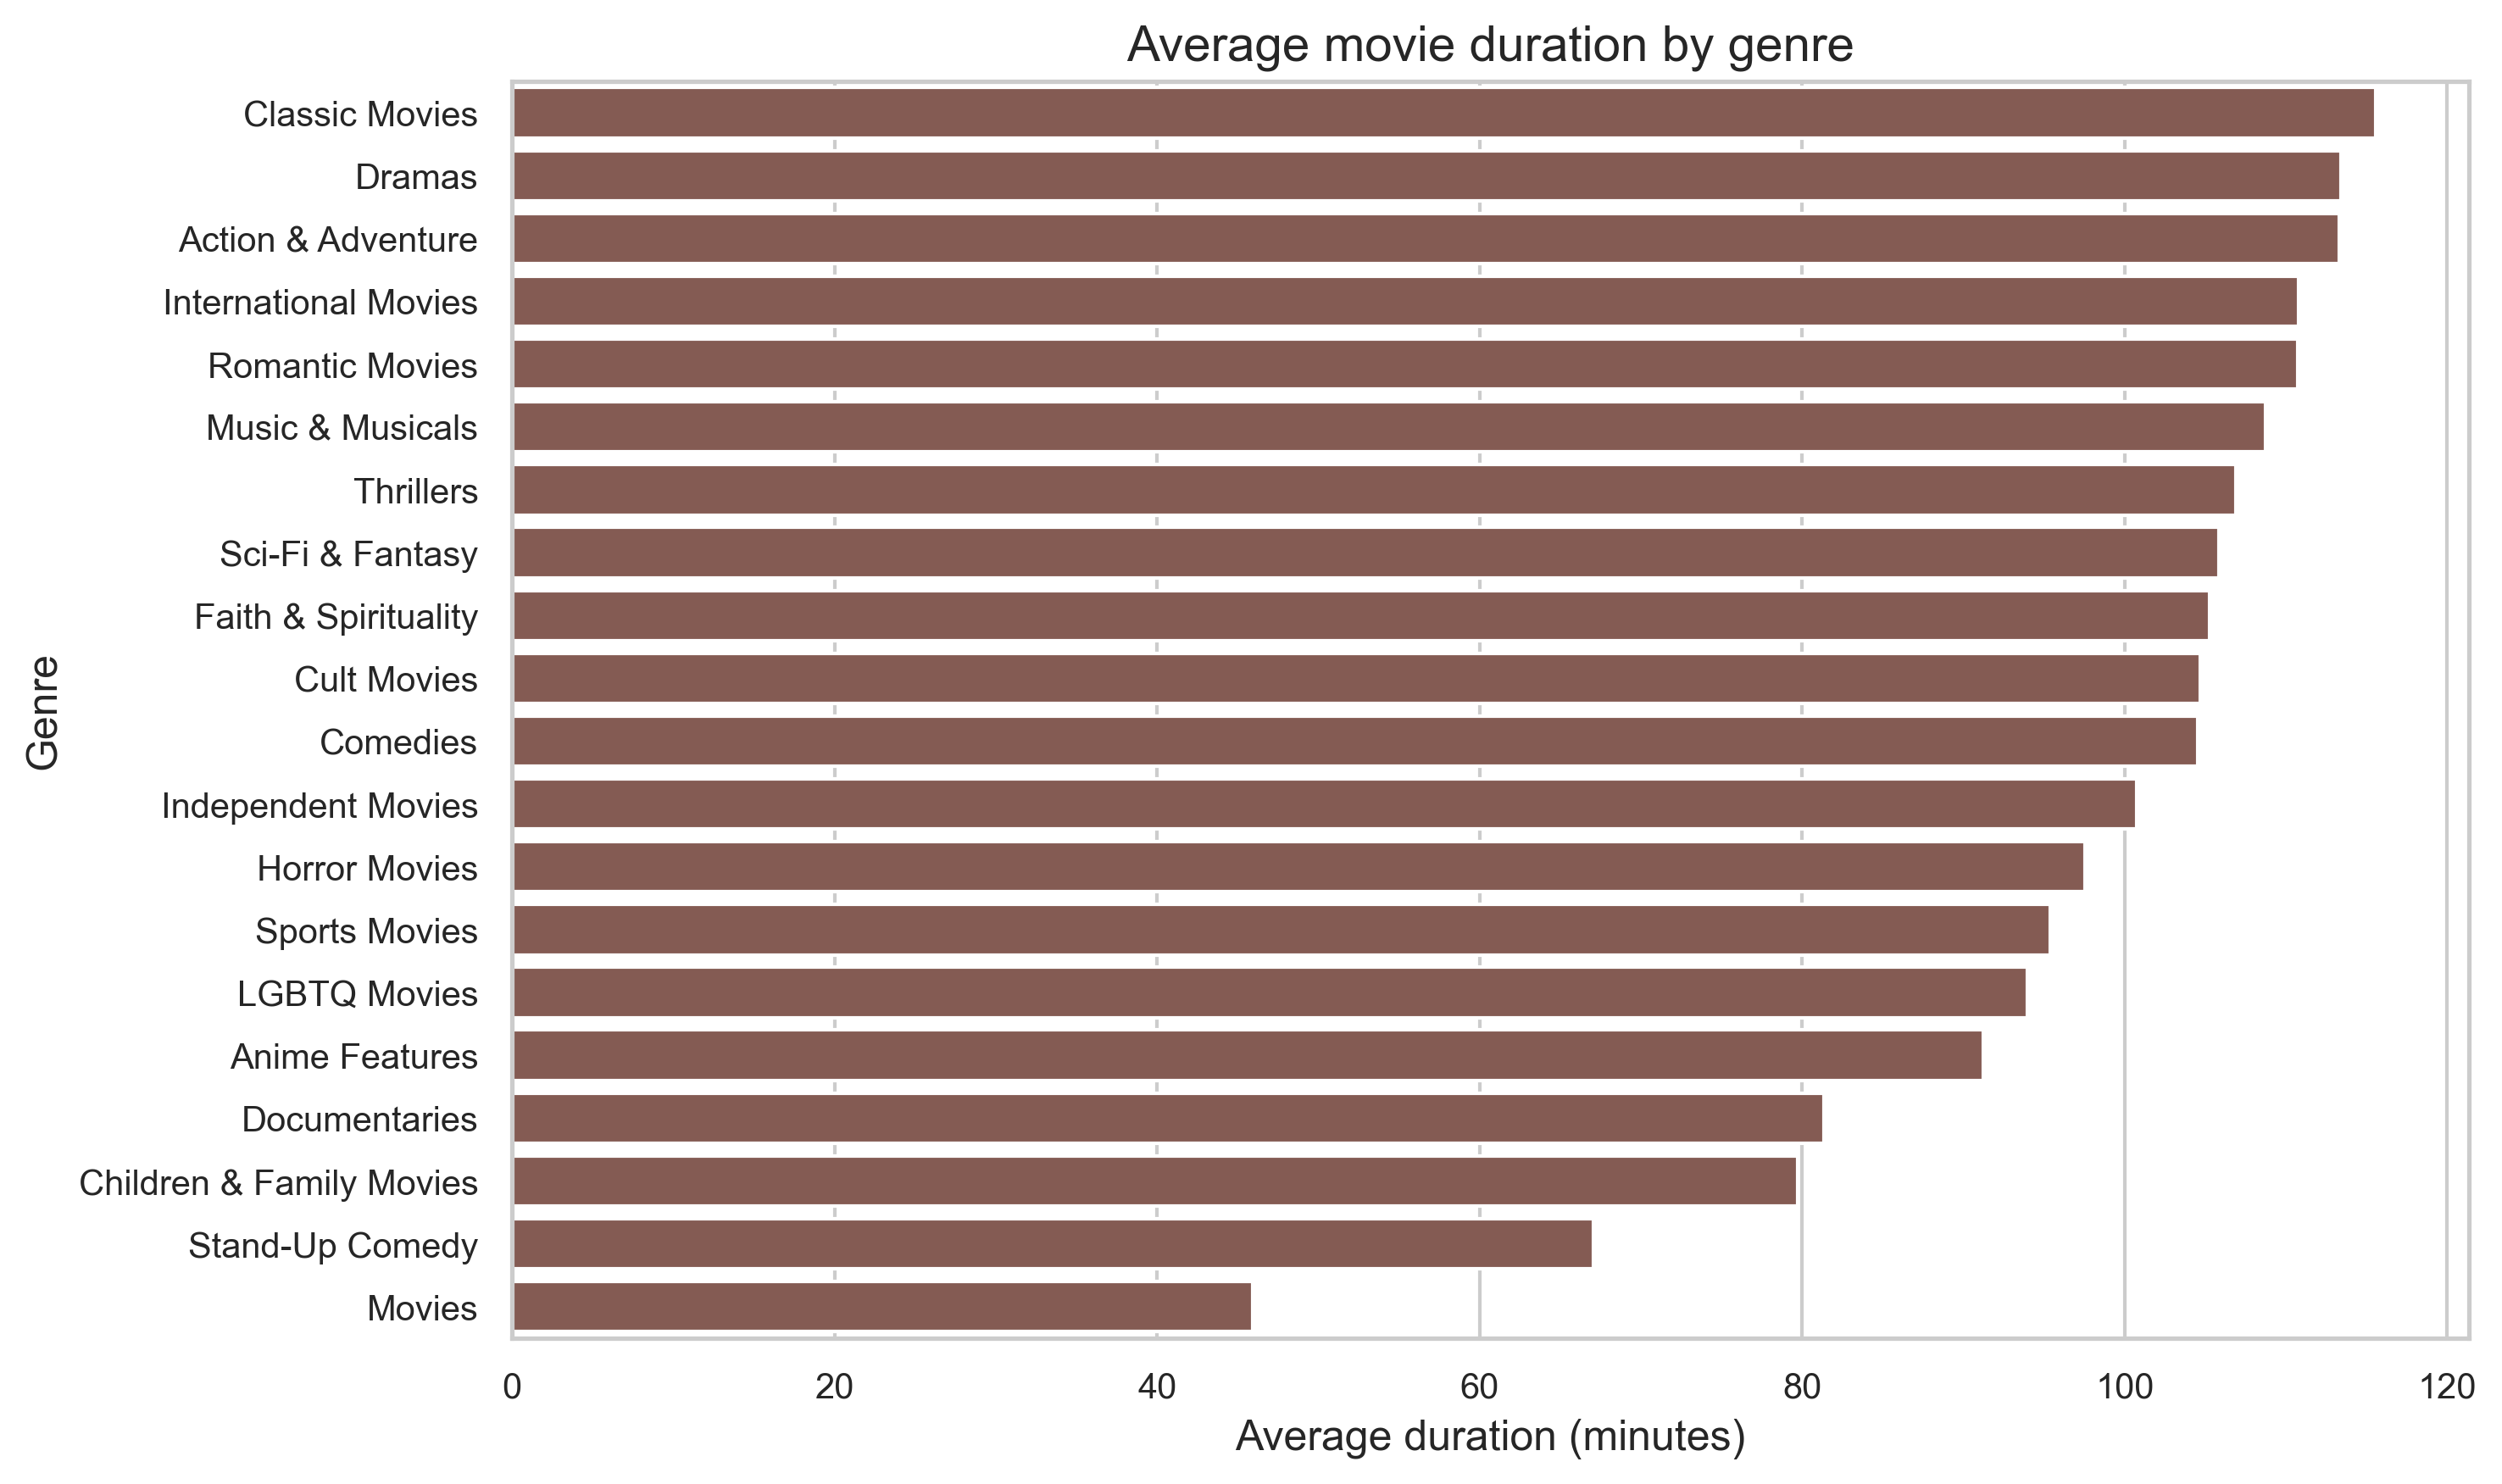 Average movie duration by genre
Classic Movies
Dramas
Action & Adventure
International Movies
Romantic Movies
Music & Musicals
Thrillers
Sci-Fi & Fantasy
Faith & Spirituality
Cult Movies
Comedies
Independent Movies
Horror Movies
Sports Movies
LGBTQ Movies
Anime Features
Documentaries
Children & Family Movies
Stand-Up Comedy
Movies
Genre
0 20 40 60 80 100 120
Average duration (minutes)